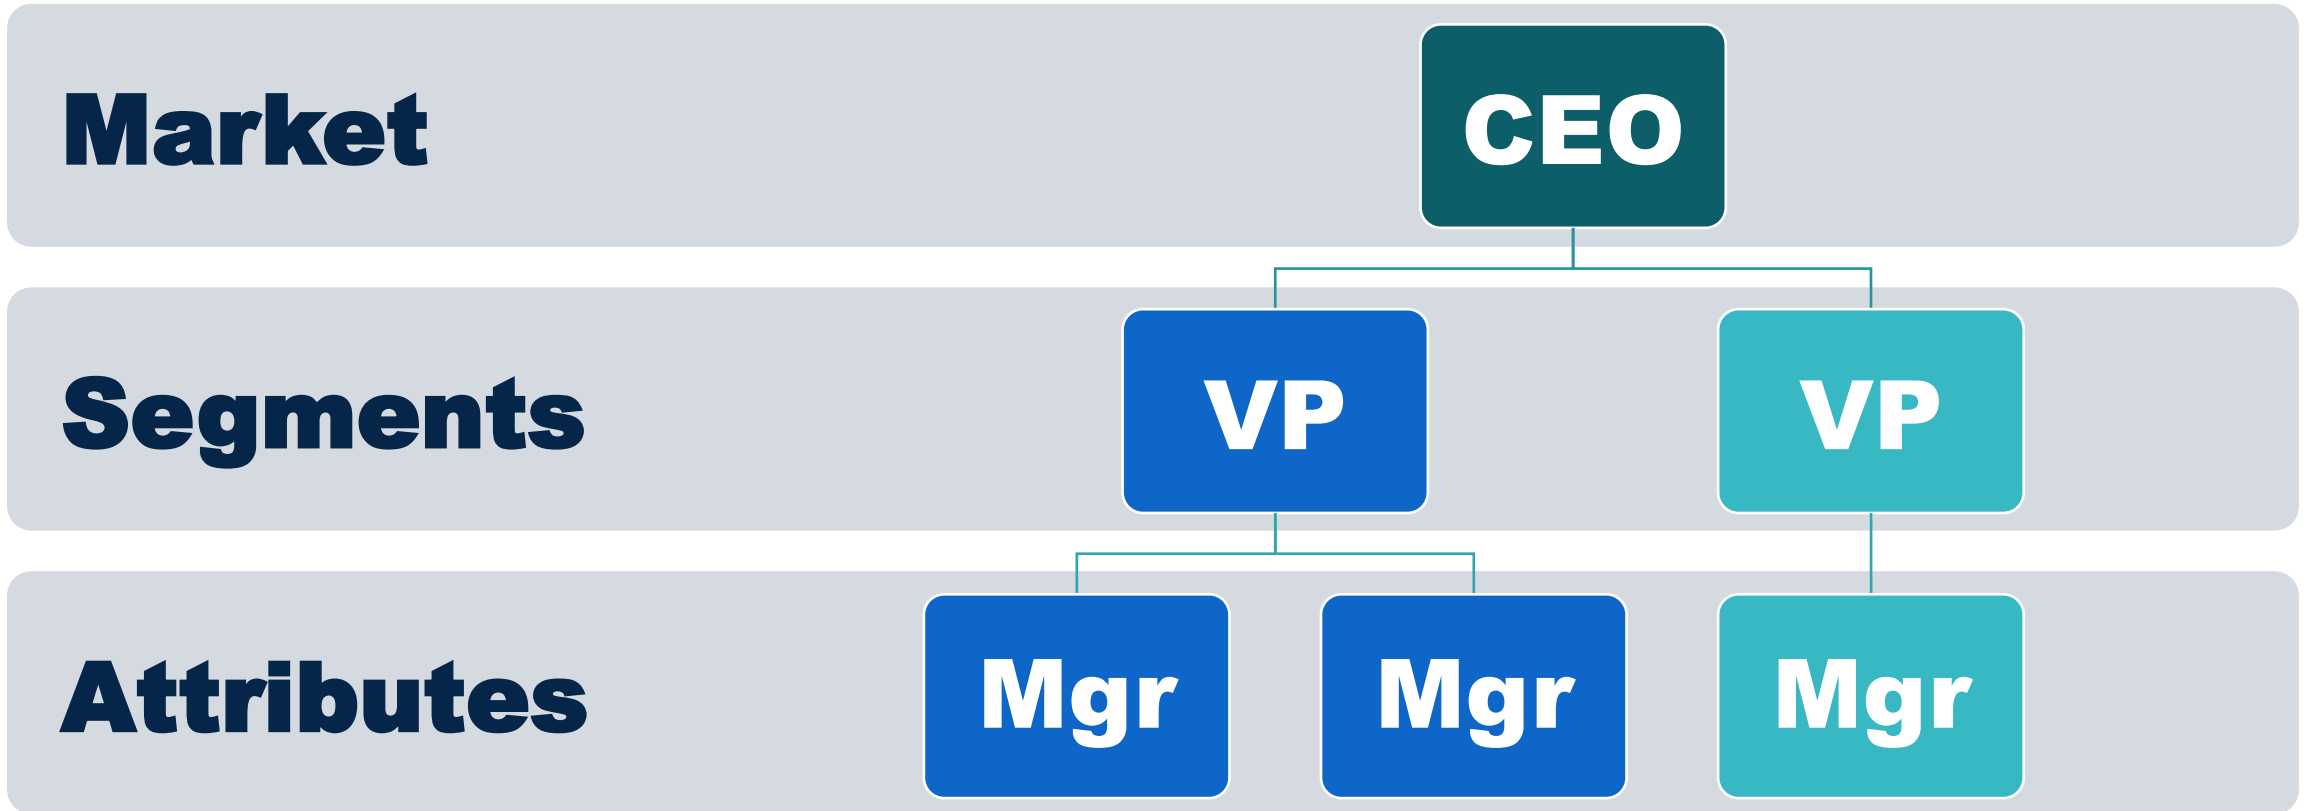 Market
CEO
Segments
VP
VP
Attributes
Mgr
Mgr
Mgr